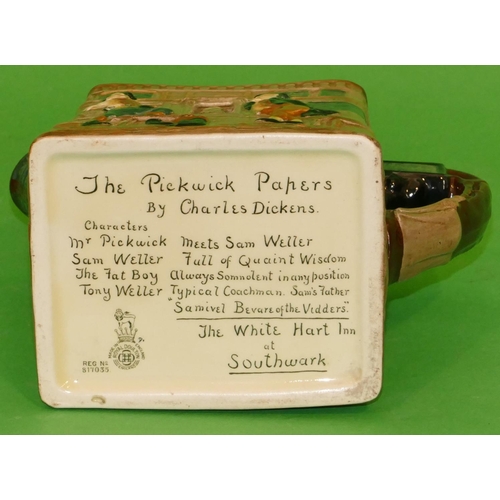 The Pickwick Papers
By Charles Dickens.
Characters
Mr Pickwick Meets Sam Weller
Sam Weller Full of Quaint Wisdom
The Fat Boy Always Somnolent in any position
Tony Weller Typical Coachman. Sam's Father
"Samivel Beware of the Vidders."
The White Hart Inn
at
Southwark
REG NO